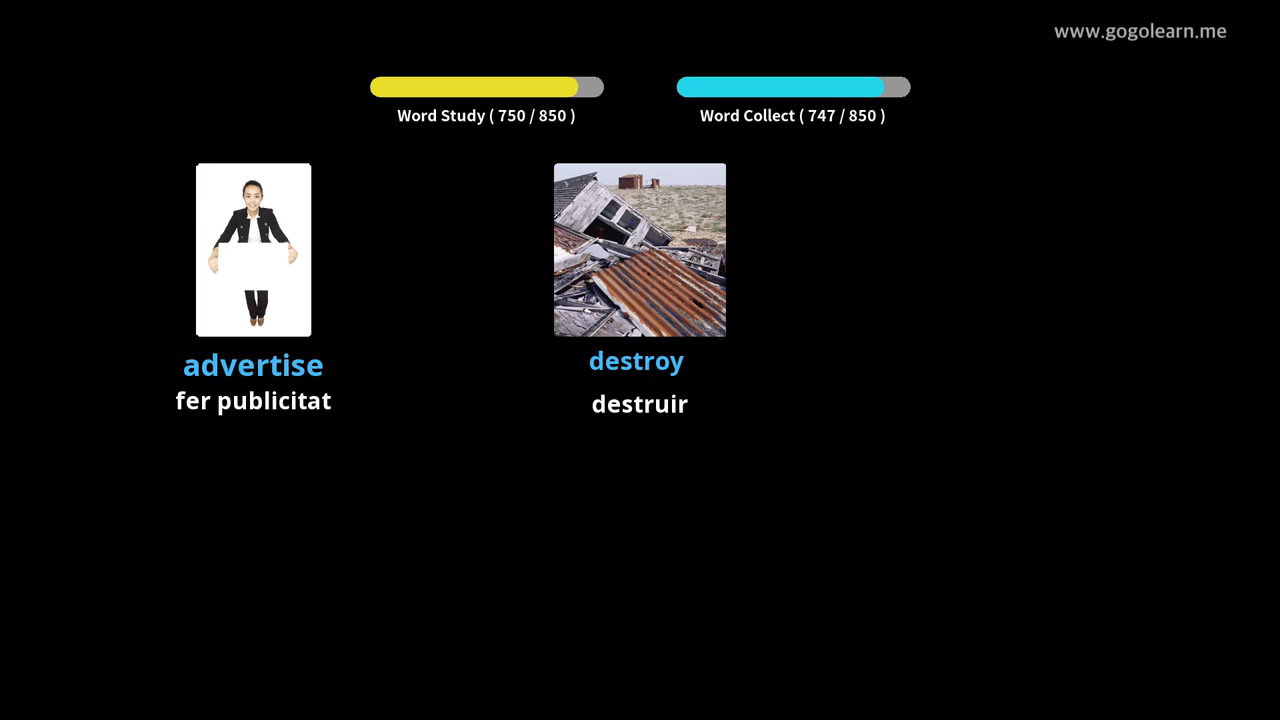 www.gogolearn.me
Word Study ( 750 / 850 )
Word Collect ( 747 / 850 )
advertise
fer publicitat
destroy
destruir